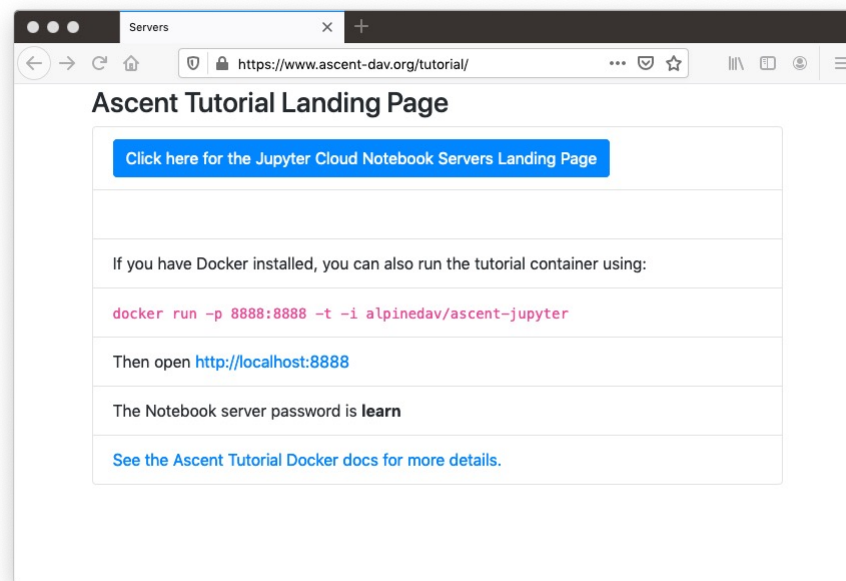 Servers
https://www.ascent-dav.org/tutorial/
Ascent Tutorial Landing Page
Click here for the Jupyter Cloud Notebook Servers Landing Page
If you have Docker installed, you can also run the tutorial container using:
docker run -p 8888:8888 -t -i alpinedav/ascent-jupyter
Then open http://localhost:8888
The Notebook server password is learn
See the Ascent Tutorial Docker docs for more details.